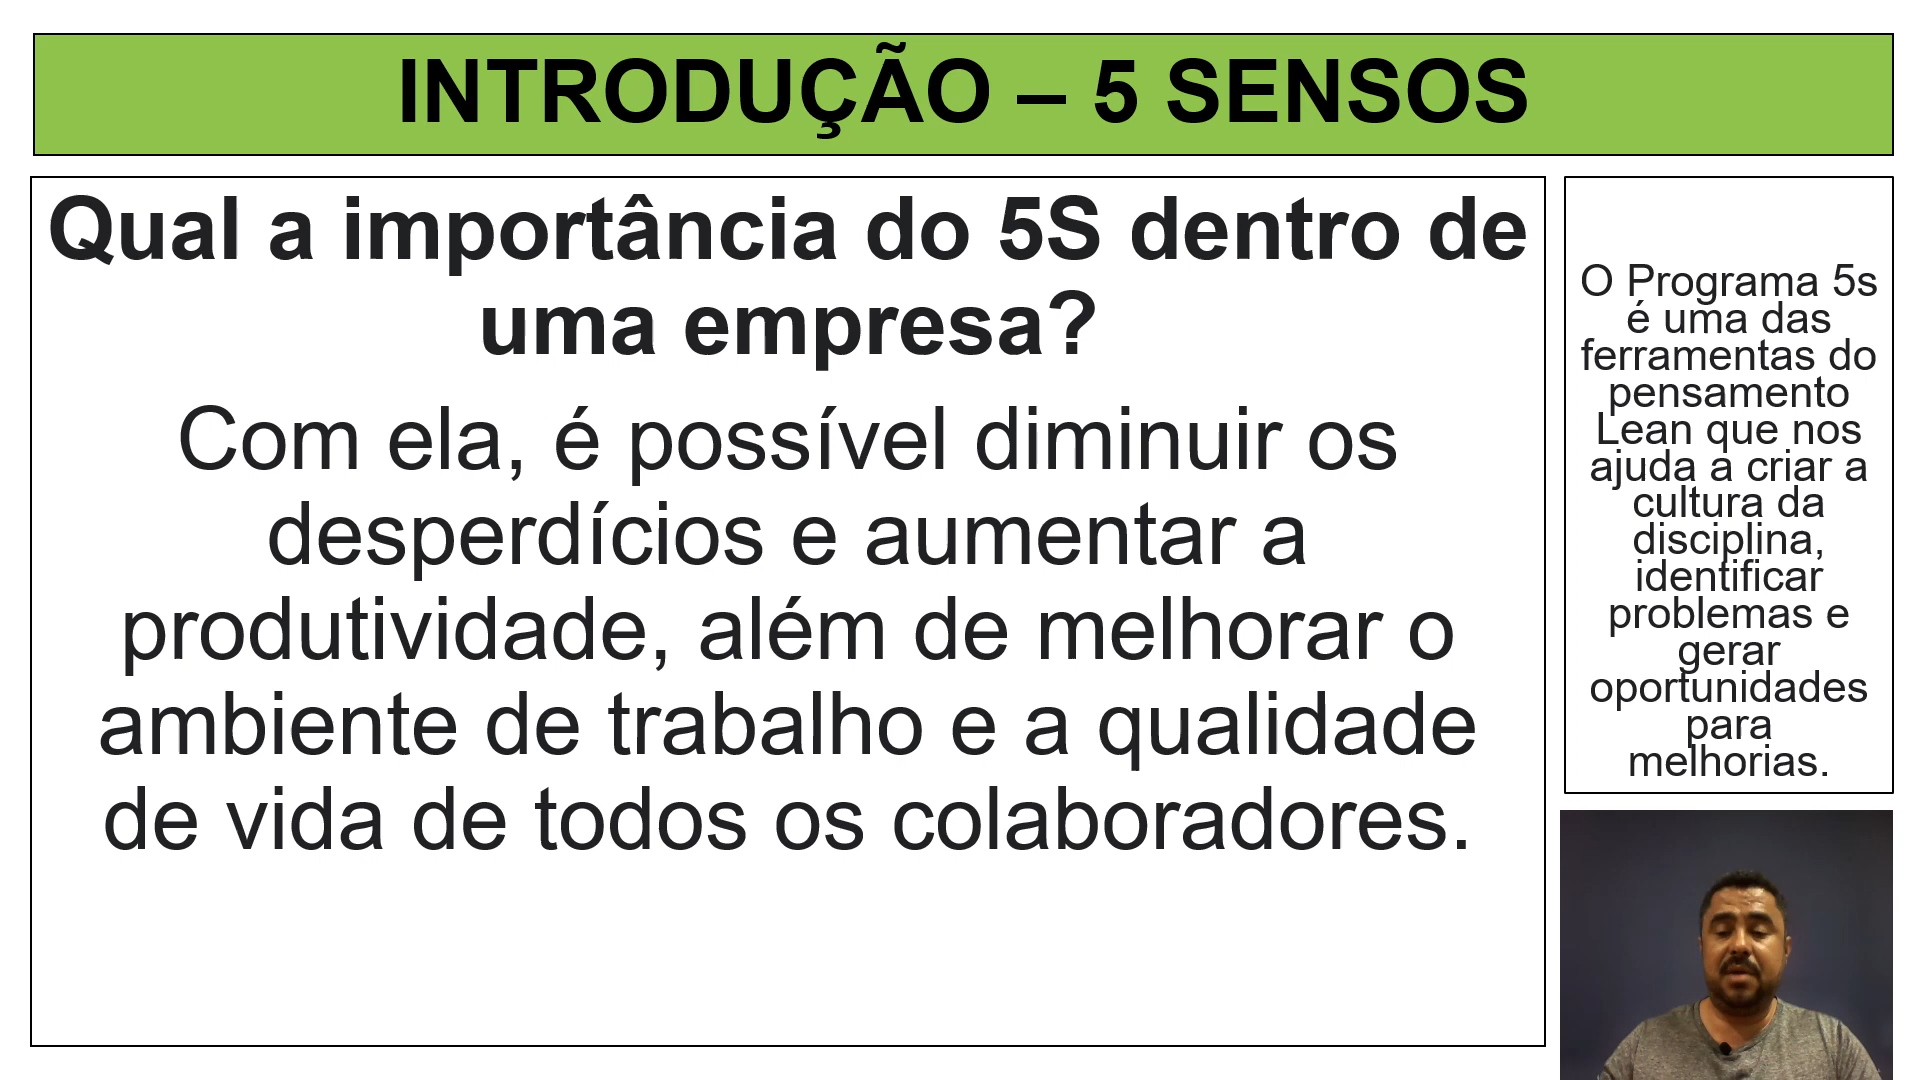 INTRODUÇÃO – 5 SENSOS
Qual a importância do 5S dentro de
uma empresa?
Com ela, é possível diminuir os
desperdícios e aumentar a
produtividade, além de melhorar o
ambiente de trabalho e a qualidade
de vida de todos os colaboradores.
O Programa 5s
é uma das
ferramentas do
pensamento
Lean que nos
ajuda a criar a
cultura da
disciplina,
identificar
problemas e
gerar
oportunidades
para
melhorias.